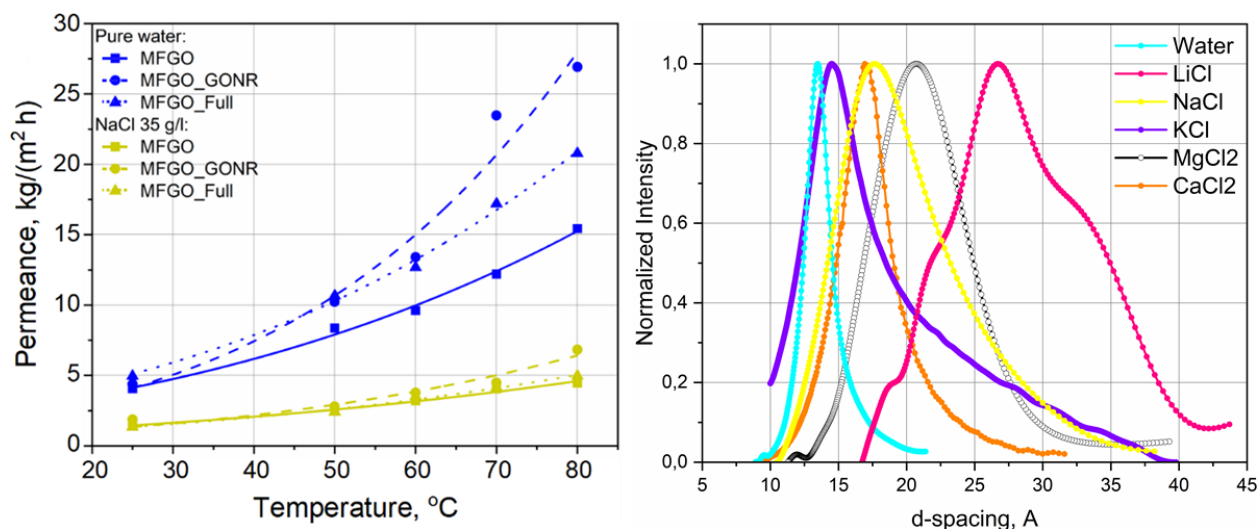 Permeance, kg/(m² h)
30
25
20
15
10
5
0
Pure water:
MFGO
MFGO_GONR
MFGO_Full
NaCl 35 g/l:
MFGO
MFGO_GONR
MFGO_Full
20 30 40 50 60 70 80
Temperature, °C
Normalized Intensity
1,0
0,8
0,6
0,4
0,2
0,0
Water
LiCl
NaCl
KCl
MgCl2
CaCl2
5 10 15 20 25 30 35 40 45
d-spacing, A